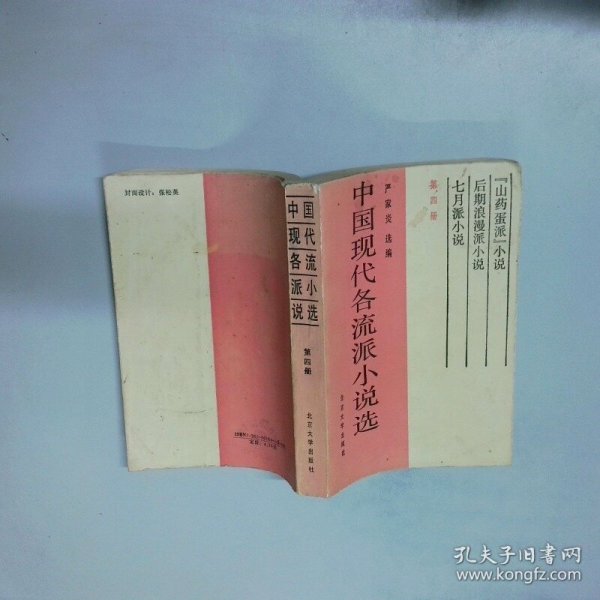 封面设计：张松英
中国
现代
各流
派小
说选
第四册
北京大学出版社
严家炎 选编
中国现代各流派小说选
北京大学出版社
第四册
「山药蛋派」小说
后期浪漫派小说
七月派小说
孔夫子旧书网
www.kongfz.com